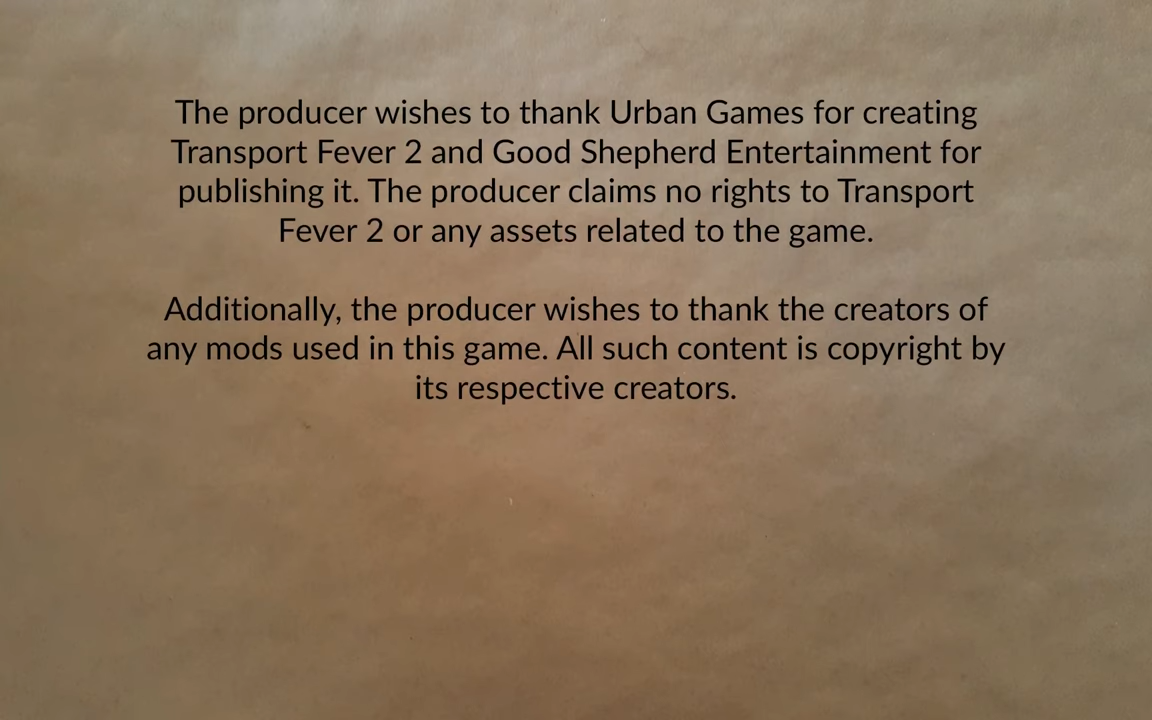 The producer wishes to thank Urban Games for creating
Transport Fever 2 and Good Shepherd Entertainment for
publishing it. The producer claims no rights to Transport
Fever 2 or any assets related to the game.
Additionally, the producer wishes to thank the creators of
any mods used in this game. All such content is copyright by
its respective creators.